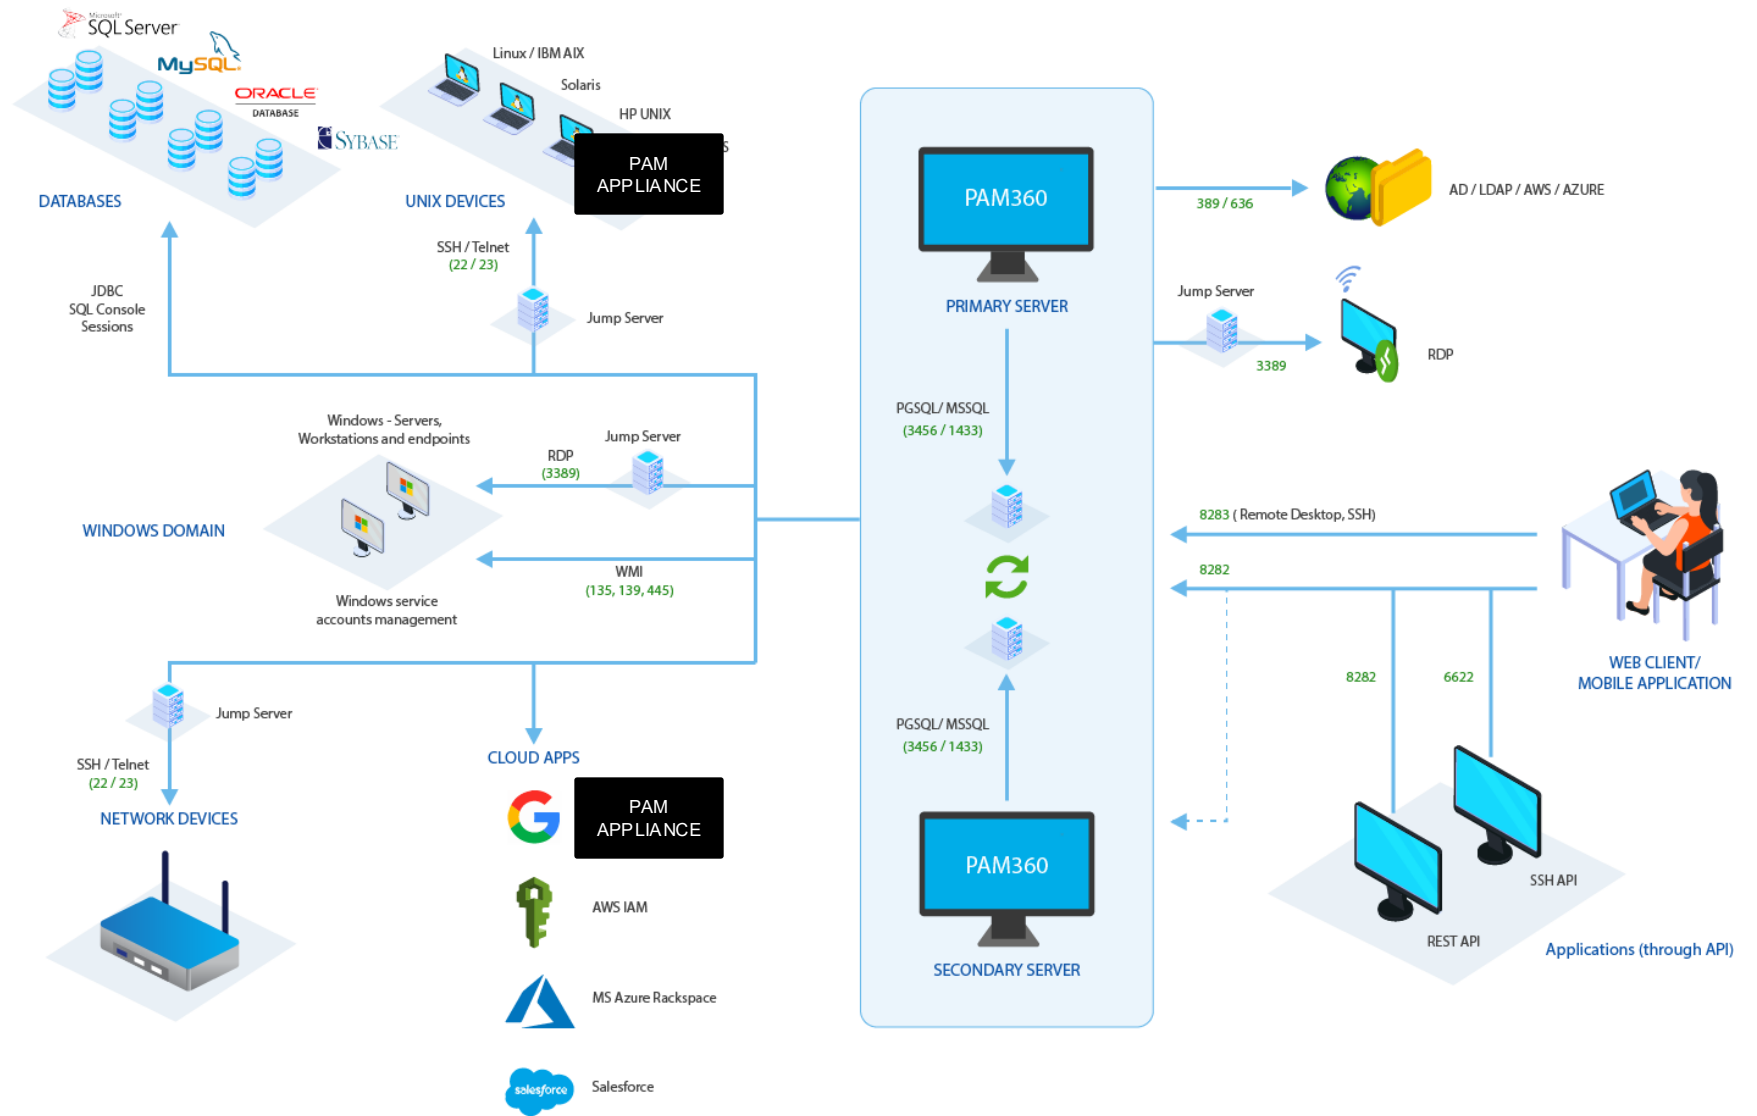 Microsoft
SQL Server
MySQL
ORACLE
DATABASE
SYBASE
DATABASES
Linux / IBM AIX
Solaris
HP UNIX
S
PAM
APPLIANCE
UNIX DEVICES
SSH / Telnet
(22 / 23)
Jump Server
JDBC
SQL Console
Sessions
Windows - Servers,
Workstations and endpoints
Jump Server
RDP
(3389)
WINDOWS DOMAIN
WMI
(135, 139, 445)
Windows service
accounts management
Jump Server
SSH / Telnet
(22 / 23)
NETWORK DEVICES
CLOUD APPS
PAM
APPLIANCE
AWS IAM
MS Azure Rackspace
salesforce
Salesforce
PAM360
PRIMARY SERVER
PGSQL/ MSSQL
(3456 / 1433)
PGSQL/ MSSQL
(3456 / 1433)
PAM360
SECONDARY SERVER
389 / 636
AD / LDAP / AWS / AZURE
Jump Server
3389
RDP
8283 ( Remote Desktop, SSH)
8282
WEB CLIENT/
MOBILE APPLICATION
8282
6622
SSH API
REST API
Applications (through API)